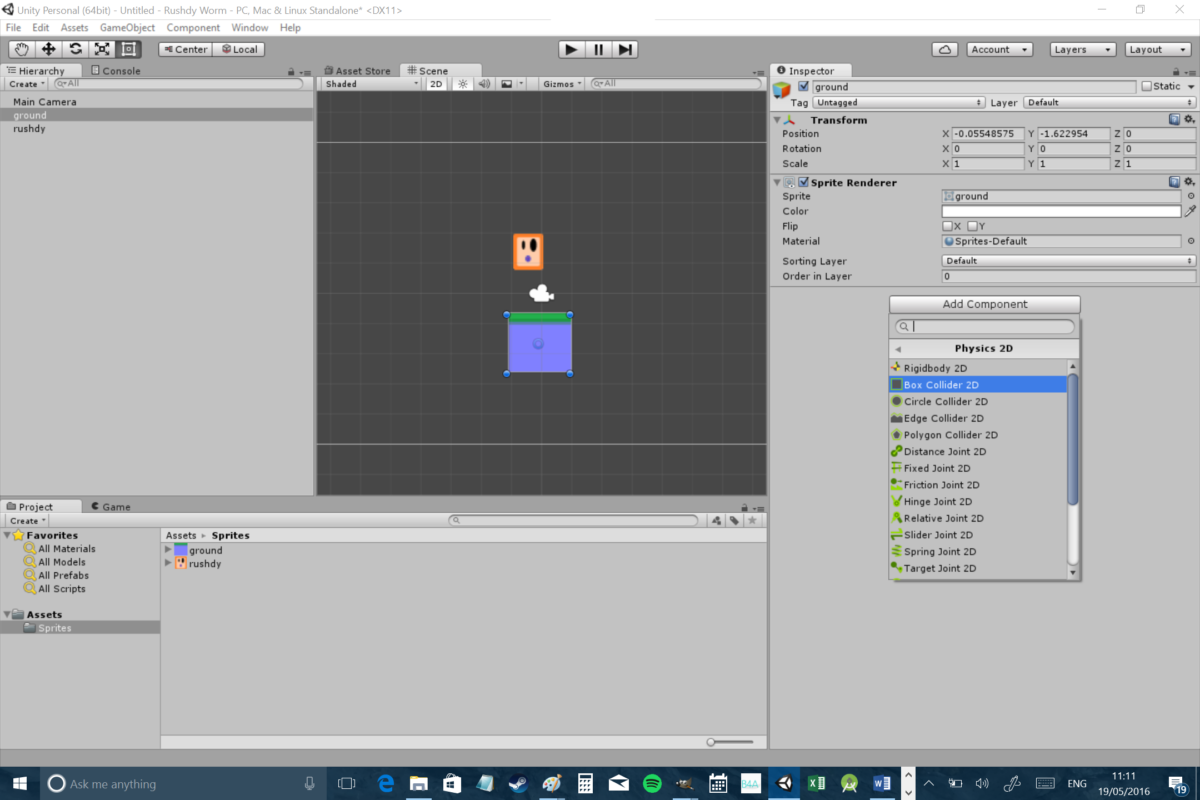 Unity Personal (64bit) - Untitled - Rushdy Worm - PC, Mac & Linux Standalone* <DX11>
File Edit Assets GameObject Component Window Help
Center Local Account Layers Layout
Hierarchy Console
Create All
Main Camera
ground
rushdy
Asset Store Scene
Shaded 2D Gizmos All
Inspector
ground Static
Tag Untagged Layer Default
Transform
Position X -0.05548575 Y -1.622954 Z 0
Rotation X 0 Y 0 Z 0
Scale X 1 Y 1 Z 1
Sprite Renderer
Sprite ground
Color
Flip X Y
Material Sprites-Default
Sorting Layer Default
Order in Layer 0
Add Component
Physics 2D
Rigidbody 2D
Box Collider 2D
Circle Collider 2D
Edge Collider 2D
Polygon Collider 2D
Distance Joint 2D
Fixed Joint 2D
Friction Joint 2D
Hinge Joint 2D
Relative Joint 2D
Slider Joint 2D
Spring Joint 2D
Target Joint 2D
Project Game
Create
Favorites
All Materials
All Models
All Prefabs
All Scripts
Assets
Sprites
Assets Sprites
ground
rushdy
Ask me anything
B4A
ENG
11:11
19/05/2016
19